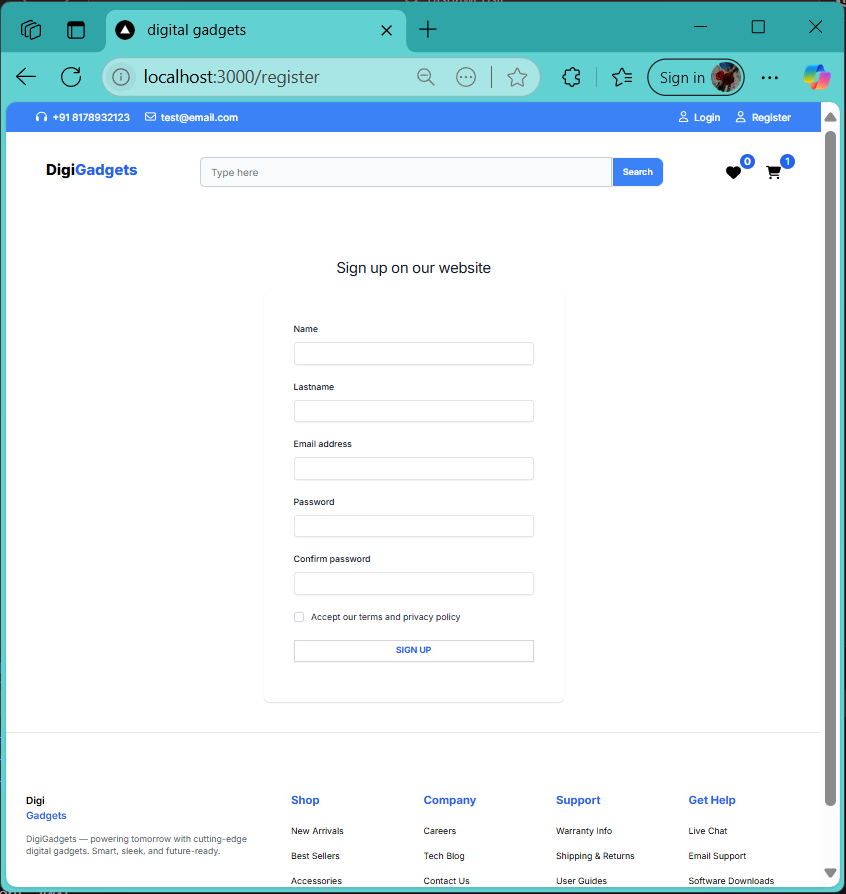 digital gadgets
localhost:3000/register
Sign in
+91 8178932123 test@email.com Login Register
DigiGadgets
Type here
Search
0
1
Sign up on our website
Name
Lastname
Email address
Password
Confirm password
Accept our terms and privacy policy
SIGN UP
Digi
Gadgets
DigiGadgets — powering tomorrow with cutting-edge
digital gadgets. Smart, sleek, and future-ready.
Shop
New Arrivals
Best Sellers
Accessories
Company
Careers
Tech Blog
Contact Us
Support
Warranty Info
Shipping & Returns
User Guides
Get Help
Live Chat
Email Support
Software Downloads